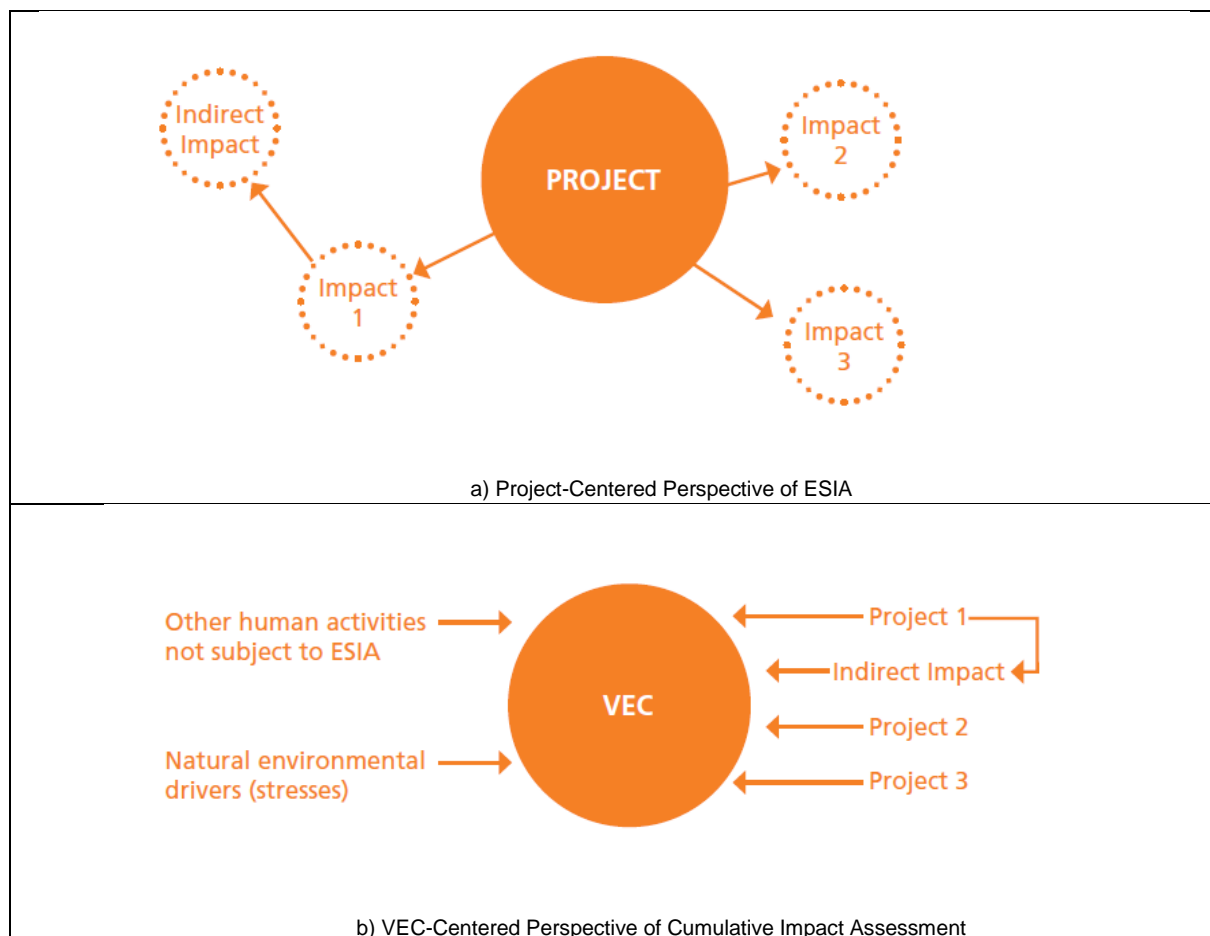 Indirect
Impact
PROJECT
Impact
2
Impact
1
Impact
3
a) Project-Centered Perspective of ESIA
Other human activities
not subject to ESIA
Natural environmental
drivers (stresses)
VEC
Project 1
Indirect Impact
Project 2
Project 3
b) VEC-Centered Perspective of Cumulative Impact Assessment